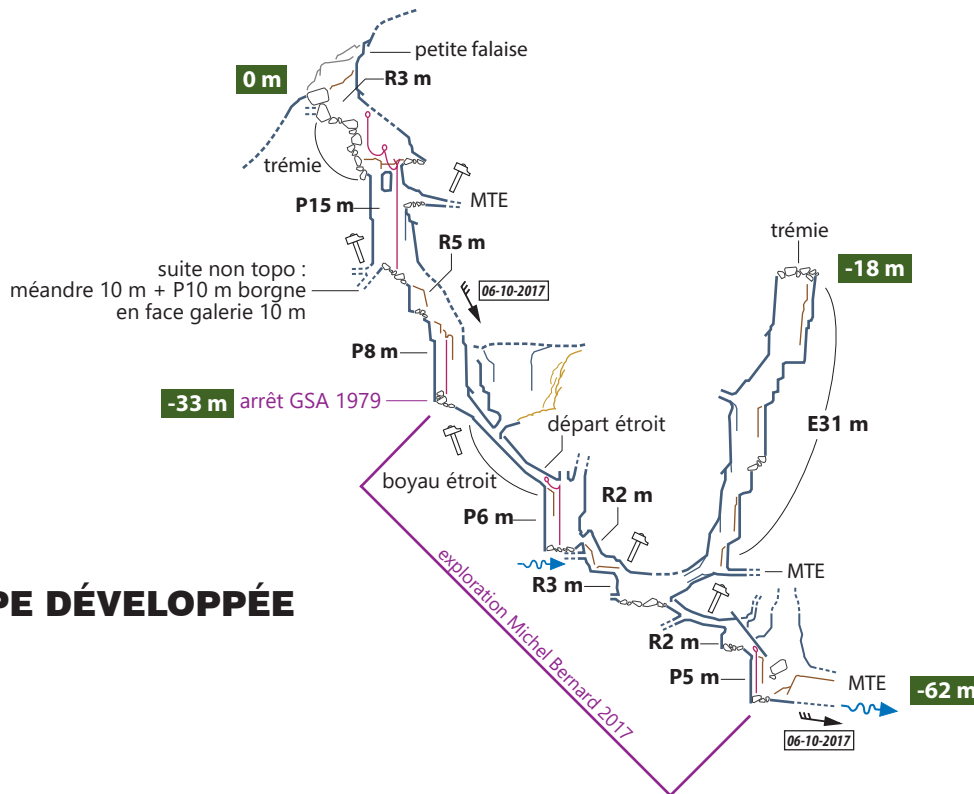 petite falaise
0 m
R3 m
trémie
P15 m
MTE
R5 m
trémie
-18 m
suite non topo :
méandre 10 m + P10 m borgne
en face galerie 10 m
06-10-2017
P8 m
-33 m
arrêt GSA 1979
départ étroit
E31 m
boyau étroit
R2 m
P6 m
exploration Michel Bernard 2017
R3 m
MTE
PE DÉVELOPPÉE
R2 m
P5 m
MTE
-62 m
06-10-2017